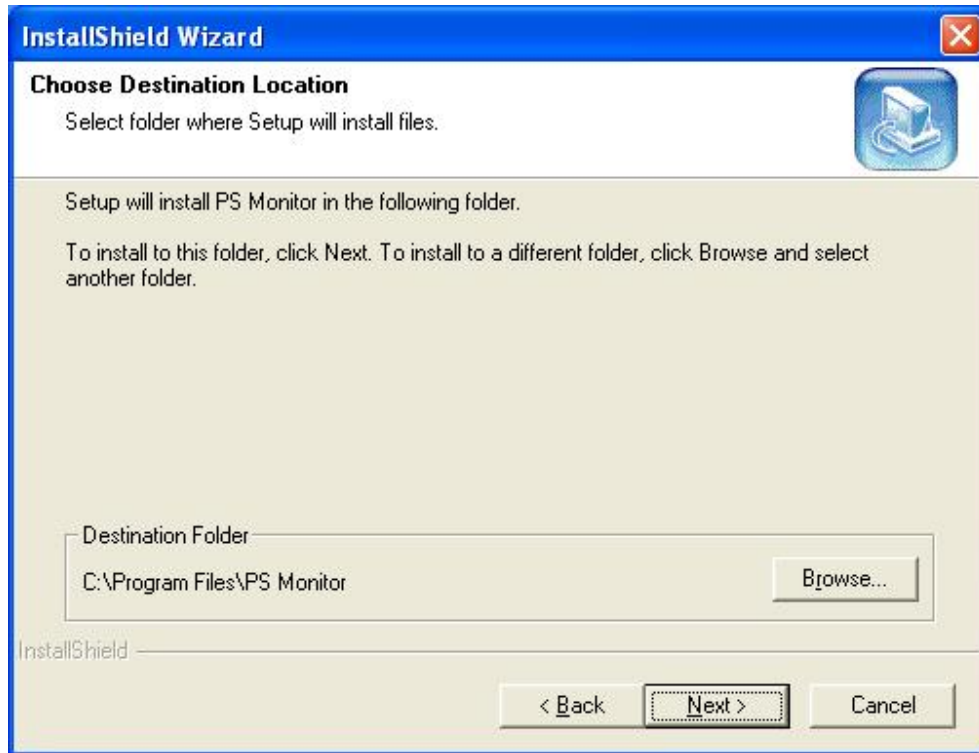 InstallShield Wizard
Choose Destination Location
Select folder where Setup will install files.
Setup will install PS Monitor in the following folder.
To install to this folder, click Next. To install to a different folder, click Browse and select
another folder.
Destination Folder
C:\Program Files\PS Monitor
Browse...
InstallShield
< Back
Next >
Cancel